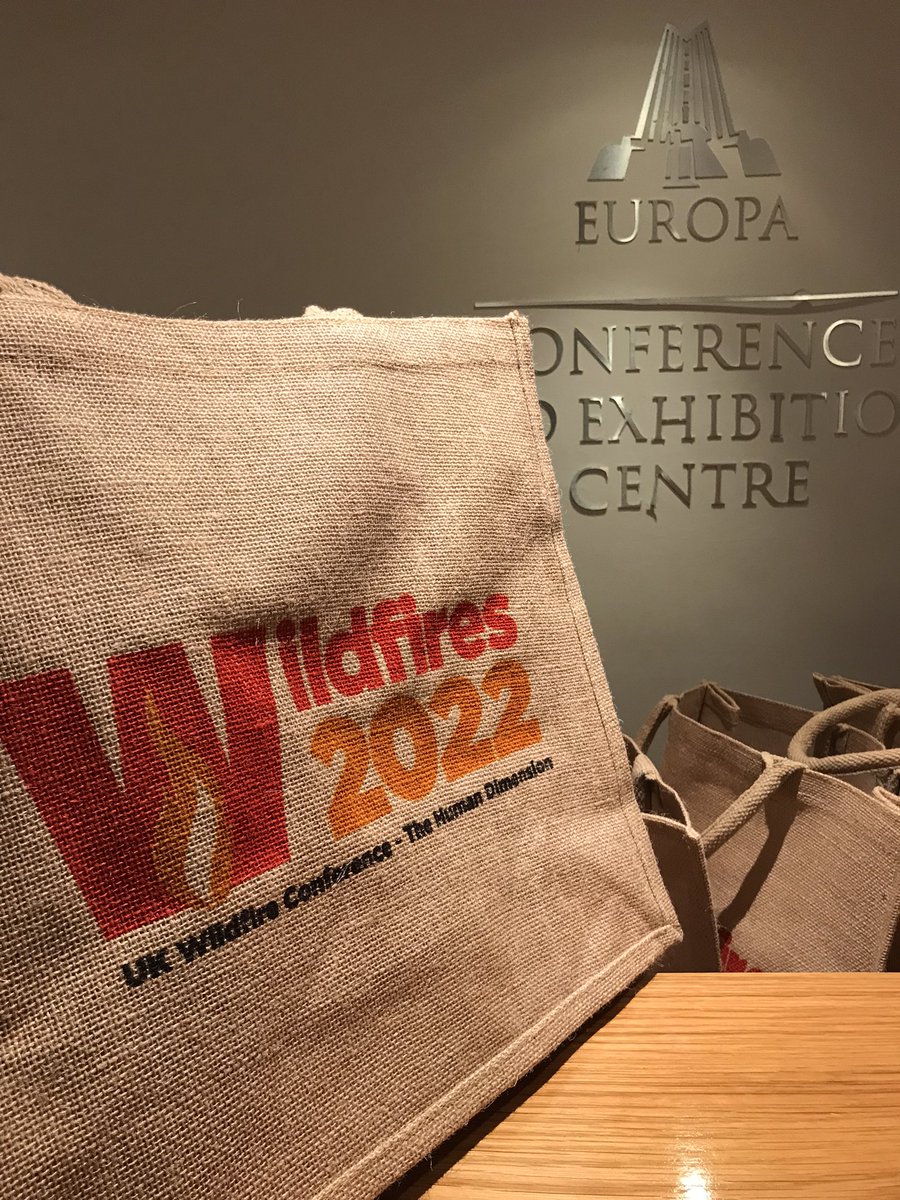 EUROPA
ONFERENCE
D EXHIBITIO
CENTRE
Wildfires
2022
UK Wildfire Conference - The Human Dimension